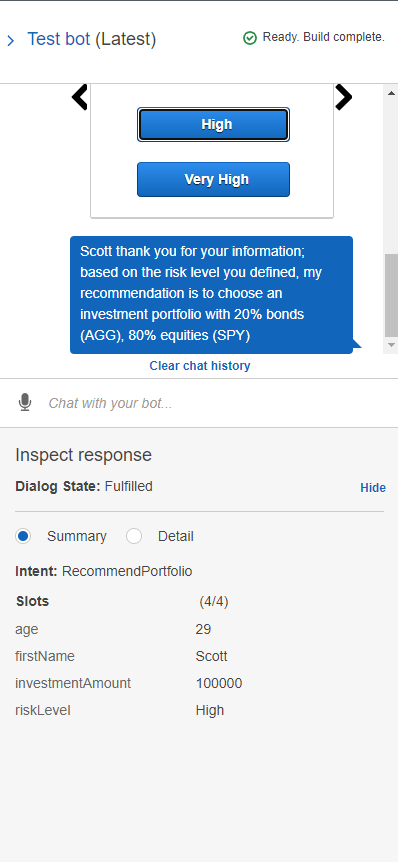 Test bot (Latest)
Ready. Build complete.
High
Very High
Scott thank you for your information;
based on the risk level you defined, my
recommendation is to choose an
investment portfolio with 20% bonds
(AGG), 80% equities (SPY)
Clear chat history
Chat with your bot...
Inspect response
Dialog State: Fulfilled
Hide
Summary Detail
Intent: RecommendPortfolio
Slots (4/4)
age 29
firstName Scott
investmentAmount 100000
riskLevel High